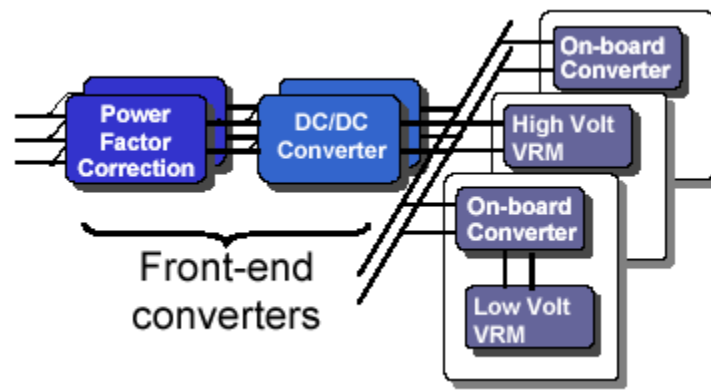 Power
Factor
Correction
DC/DC
Converter
Front-end
converters
On-board
Converter
High Volt
VRM
On-board
Converter
Low Volt
VRM